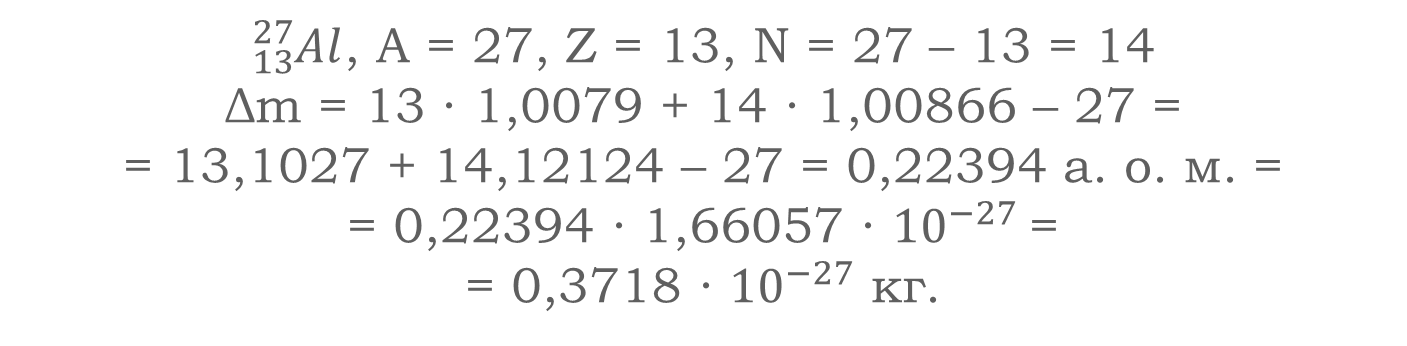 ²⁷₁₃Al, A = 27, Z = 13, N = 27 – 13 = 14
Δm = 13 · 1,0079 + 14 · 1,00866 – 27 =
= 13,1027 + 14,12124 – 27 = 0,22394 а. о. м. =
= 0,22394 · 1,66057 · 10⁻²⁷ =
= 0,3718 · 10⁻²⁷ кг.